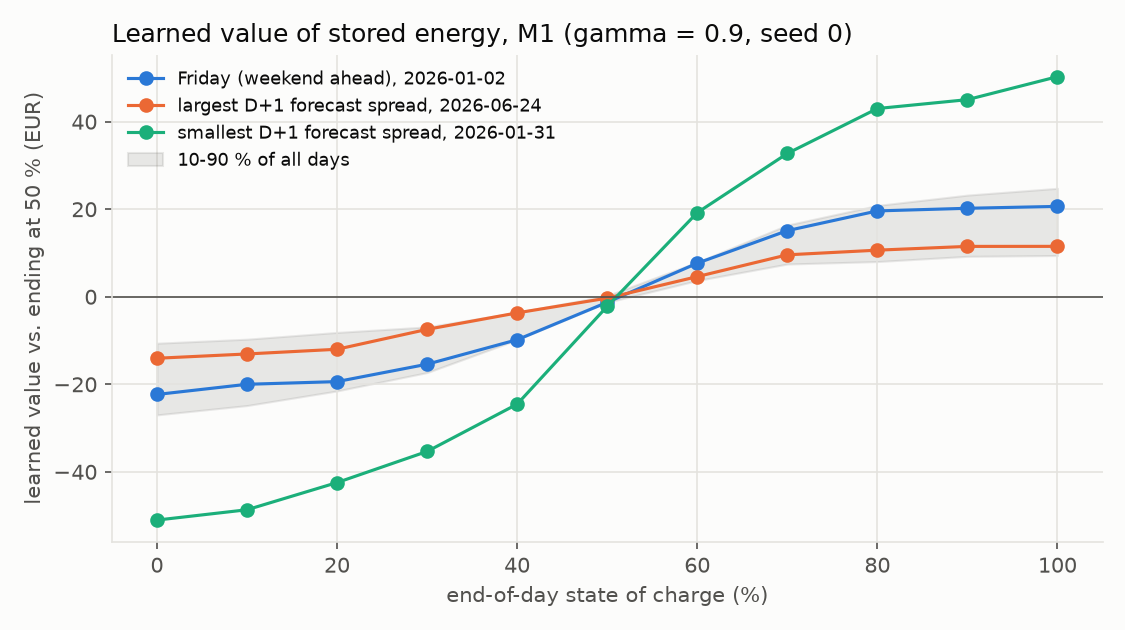 Learned value of stored energy, M1 (gamma = 0.9, seed 0)
Friday (weekend ahead), 2026-01-02
largest D+1 forecast spread, 2026-06-24
smallest D+1 forecast spread, 2026-01-31
10-90 % of all days
learned value vs. ending at 50 % (EUR)
40
20
0
−20
−40
0 20 40 60 80 100
end-of-day state of charge (%)